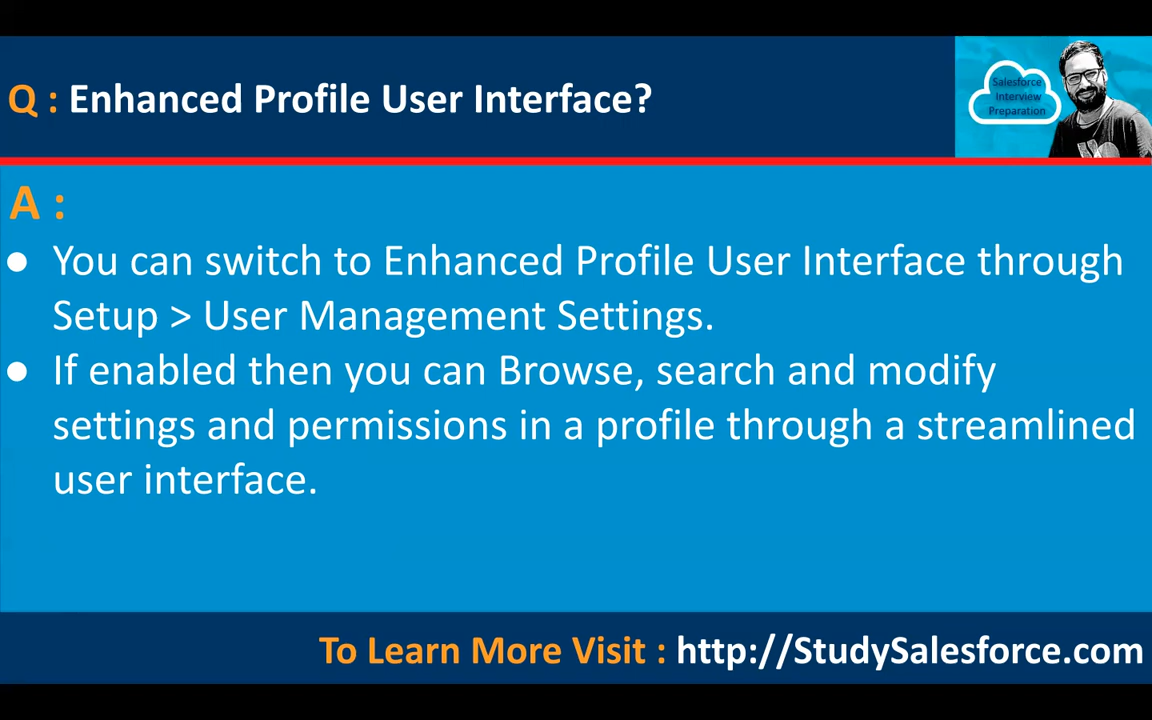 Q : Enhanced Profile User Interface?
Salesforce
Interview
Preparation
A :
● You can switch to Enhanced Profile User Interface through
Setup > User Management Settings.
● If enabled then you can Browse, search and modify
settings and permissions in a profile through a streamlined
user interface.
To Learn More Visit : http://StudySalesforce.com